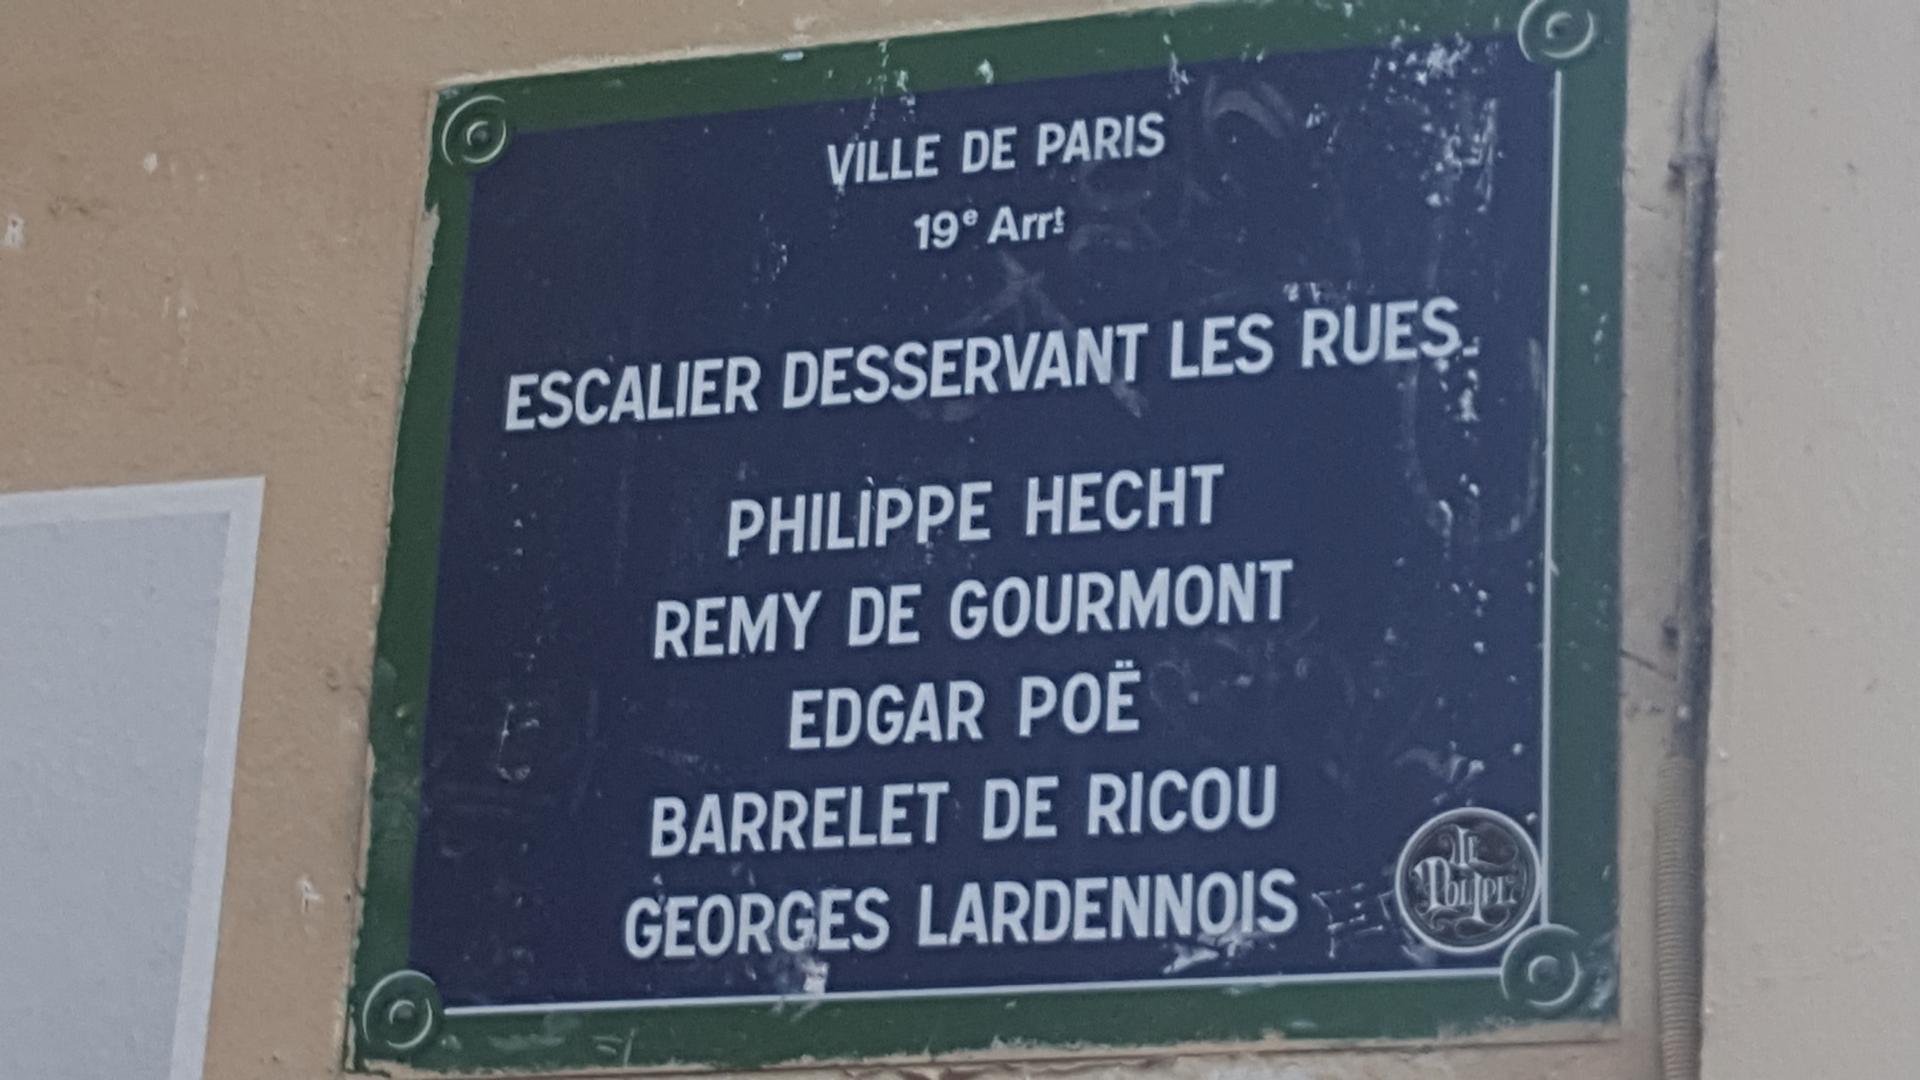 VILLE DE PARIS
19e Arrt
ESCALIER DESSERVANT LES RUES
PHILIPPE HECHT
REMY DE GOURMONT
EDGAR POË
BARRELET DE RICOU
GEORGES LARDENNOIS